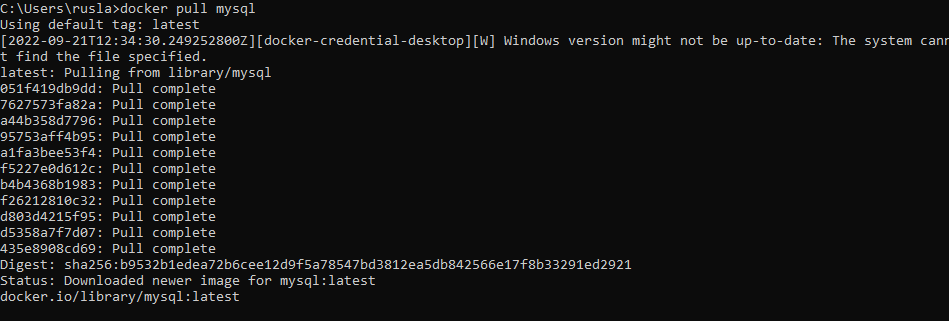 C:\Users\rusla>docker pull mysql
Using default tag: latest
[2022-09-21T12:34:30.249252800Z][docker-credential-desktop][W] Windows version might not be up-to-date: The system cann
t find the file specified.
latest: Pulling from library/mysql
051f419db9dd: Pull complete
7627573fa82a: Pull complete
a44b358d7796: Pull complete
95753aff4b95: Pull complete
a1fa3bee53f4: Pull complete
f5227e0d612c: Pull complete
b4b4368b1983: Pull complete
f26212810c32: Pull complete
d803d4215f95: Pull complete
d5358a7f7d07: Pull complete
435e8908cd69: Pull complete
Digest: sha256:b9532b1edea72b6cee12d9f5a78547bd3812ea5db842566e17f8b33291ed2921
Status: Downloaded newer image for mysql:latest
docker.io/library/mysql:latest